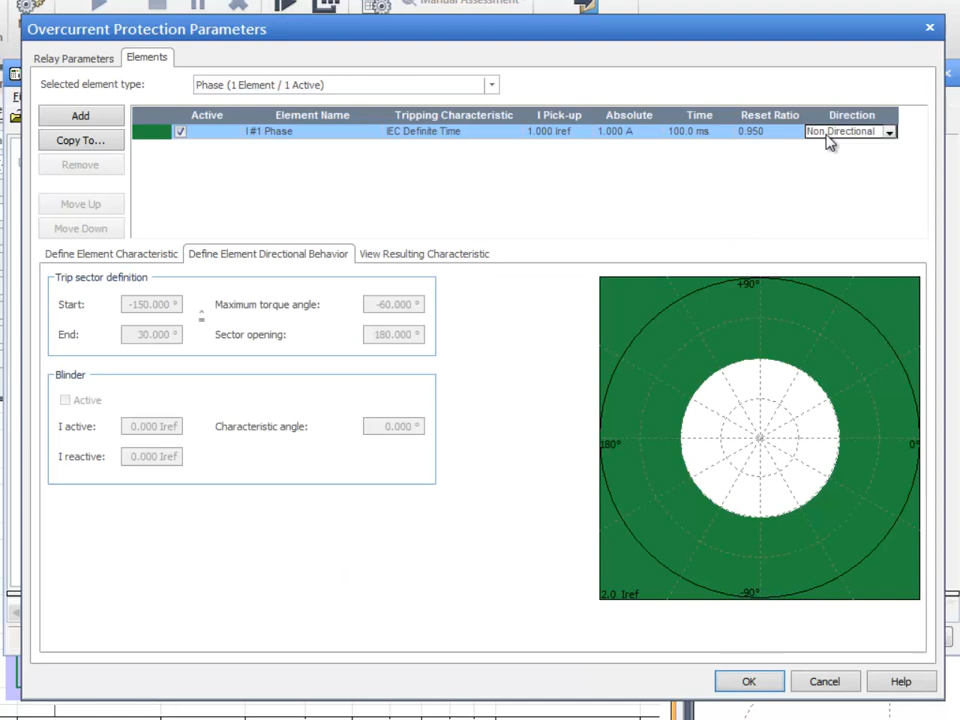 Manual Assessment
Overcurrent Protection Parameters
Relay Parameters
Elements
Selected element type:
Phase (1 Element / 1 Active)
Add
Copy To...
Remove
Move Up
Move Down
Active Element Name Tripping Characteristic I Pick-up Absolute Time Reset Ratio Direction
I #1 Phase IEC Definite Time 1.000 Iref 1.000 A 100.0 ms 0.950 Non Directional
Define Element Characteristic
Define Element Directional Behavior
View Resulting Characteristic
Trip sector definition
Start: -150.000 ° Maximum torque angle: -60.000 °
End: 30.000 ° Sector opening: 180.000 °
Blinder
Active
I active: 0.000 Iref Characteristic angle: 0.000 °
I reactive: 0.000 Iref
+90°
180°
0°
-90°
2.0 Iref
OK
Cancel
Help